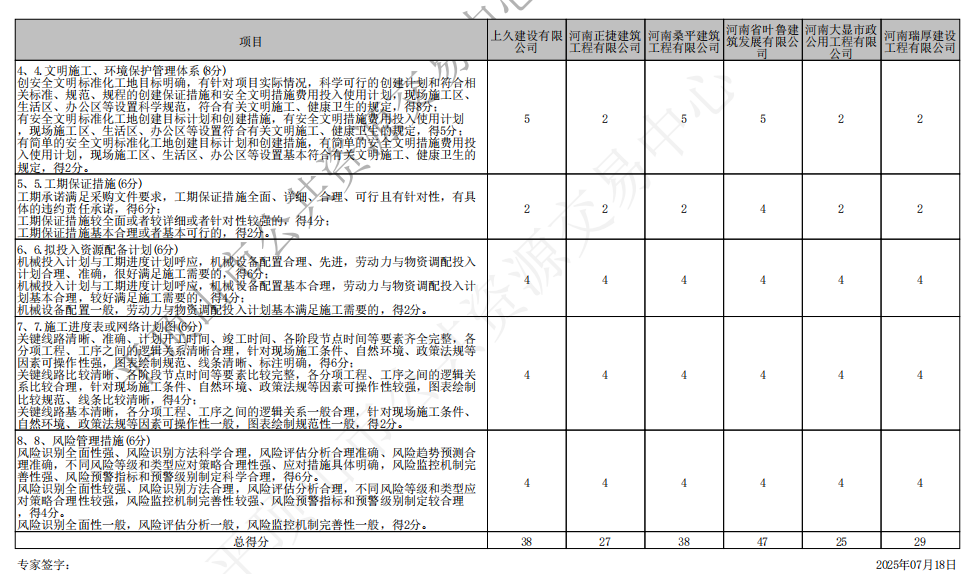 项目
上久建设有限公司
河南正捷建筑工程有限公司
河南桑平建筑工程有限公司
河南省叶鲁建筑发展有限公司
河南大显市政公用工程有限公司
河南瑞厚建设工程有限公司
4、4.文明施工、环境保护管理体系(8分)
创安全文明标准化工地目标明确，有针对项目实际情况，科学可行的创建计划和符合相
关标准、规范、规程的创建保障措施和安全文明措施费用投入使用计划，现场施工区、
生活区、办公区等设置科学规范，符合有关文明施工、健康卫生的规定，得8分；
有安全文明标准化工地创建目标计划和创建措施，有安全文明措施费用投入使用计划
，现场施工区、生活区、办公区等设置符合有关文明施工、健康卫生的规定，得5分；
有简单的安全文明标准化工地创建目标计划和创建措施，有简单的安全文明措施费用投
入使用计划，现场施工区、生活区、办公区等设置基本符合有关文明施工、健康卫生的
规定，得2分。
5 2 5 5 2 2
5、5.工期保证措施(6分)
工期承诺满足采购文件要求，工期保证措施全面、详细、合理、可行且有针对性，有具
体的违约责任承诺，得6分；
工期保证措施较全面或者较详细或者针对性较强的，得4分；
工期保证措施基本合理或者基本可行的，得2分。
2 2 2 4 2 2
6、6.拟投入资源配备计划(6分)
机械投入计划与工期进度计划呼应，机械设备配置合理、先进，劳动力与物资调配投入
计划合理、准确，很好满足施工需要的，得6分；
机械投入计划与工期进度计划呼应，机械设备配置基本合理，劳动力与物资调配投入计
划基本合理，较好满足施工需要的，得4分；
机械设备配置一般，劳动力与物资调配投入计划基本满足施工需要的，得2分。
4 4 4 4 4 4
7、7.施工进度表或网络计划图(6分)
关键线路清晰、准确、计划开工时间、竣工时间、各阶段节点时间等要素齐全完整，各
分项工程、工序之间的逻辑关系清晰合理，针对现场施工条件、自然环境、政策法规等
因素可操作性强，图表绘制规范、线条清晰、标注明确，得6分；
关键线路比较清晰、各阶段节点时间等要素比较完整，各分项工程、工序之间的逻辑关
系比较合理，针对现场施工条件、自然环境、政策法规等因素可操作性较强，图表绘制
比较规范、线条比较清晰，得4分；
关键线路基本清晰，各分项工程、工序之间的逻辑关系一般合理，针对现场施工条件、
自然环境、政策法规等因素可操作性一般，图表绘制规范性一般，得2分。
4 4 4 4 4 4
8、8、风险管理措施(6分)
风险识别全面性强、风险识别方法科学合理，风险评估分析合理准确、风险趋势预测合
理准确，不同风险等级和类型应对策略合理性强、应对措施具体明确，风险监控机制完
善性强、风险预警指标和预警级别制定科学合理，得6分。
风险识别全面性较强、风险识别方法合理，风险评估分析合理，不同风险等级和类型应
对策略合理性较强，风险监控机制完善性较强、风险预警指标和预警级别制定较合理
，得4分。
风险识别全面性一般，风险评估分析一般，风险监控机制完善性一般，得2分。
4 4 4 4 4 4
总得分 38 27 38 47 25 29
专家签字：
2025年07月18日
平顶山市公共资源交易中心